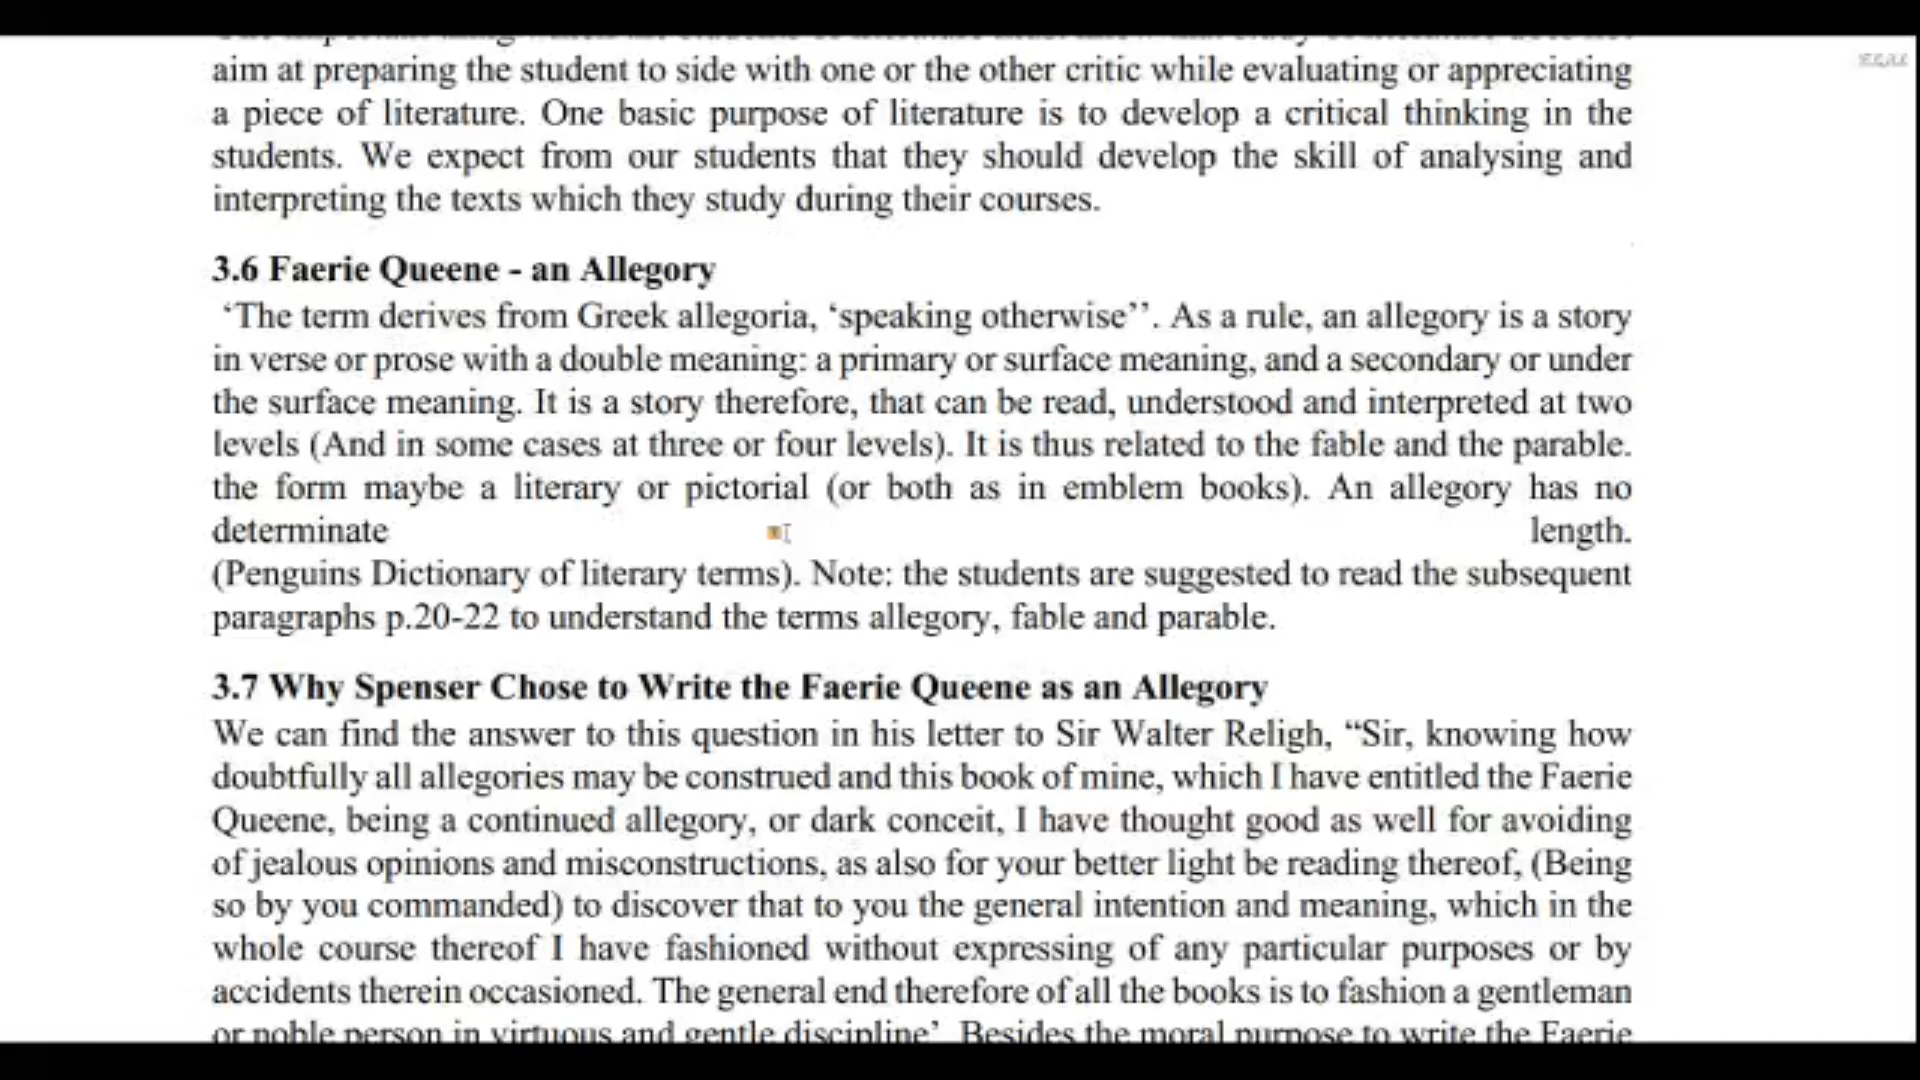 aim at preparing the student to side with one or the other critic while evaluating or appreciating
a piece of literature. One basic purpose of literature is to develop a critical thinking in the
students. We expect from our students that they should develop the skill of analysing and
interpreting the texts which they study during their courses.
3.6 Faerie Queene - an Allegory
‘The term derives from Greek allegoria, ‘speaking otherwise’’. As a rule, an allegory is a story
in verse or prose with a double meaning: a primary or surface meaning, and a secondary or under
the surface meaning. It is a story therefore, that can be read, understood and interpreted at two
levels (And in some cases at three or four levels). It is thus related to the fable and the parable.
the form maybe a literary or pictorial (or both as in emblem books). An allegory has no
determinate length.
(Penguins Dictionary of literary terms). Note: the students are suggested to read the subsequent
paragraphs p.20-22 to understand the terms allegory, fable and parable.
3.7 Why Spenser Chose to Write the Faerie Queene as an Allegory
We can find the answer to this question in his letter to Sir Walter Religh, “Sir, knowing how
doubtfully all allegories may be construed and this book of mine, which I have entitled the Faerie
Queene, being a continued allegory, or dark conceit, I have thought good as well for avoiding
of jealous opinions and misconstructions, as also for your better light be reading thereof, (Being
so by you commanded) to discover that to you the general intention and meaning, which in the
whole course thereof I have fashioned without expressing of any particular purposes or by
accidents therein occasioned. The general end therefore of all the books is to fashion a gentleman
or noble person in virtuous and gentle discipline’. Besides the moral purpose to write the Faerie